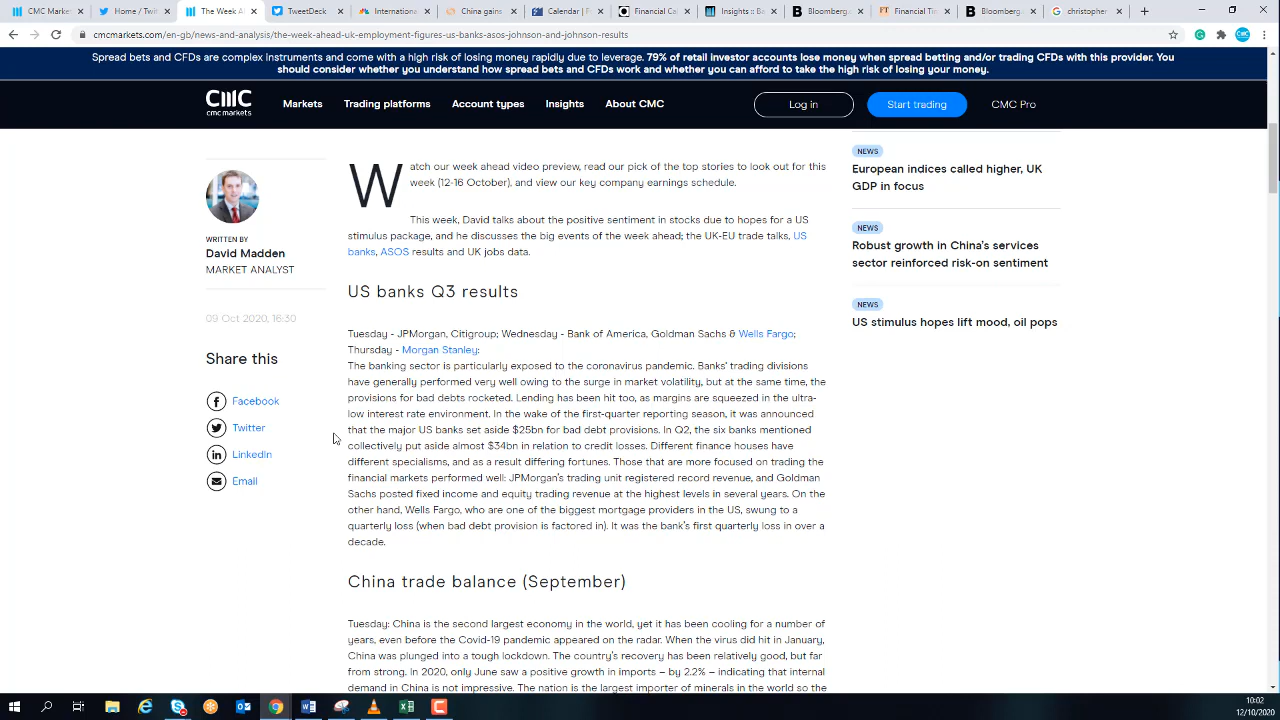 CMC Market
Home / Twit
The Week A
TweetDeck
Internationa
China gains
Calendar | F
Financial Cal
Insights :: Ba
Bloomberg
Financial Tim
Bloomberg
christopher
cmcmarkets.com/en-gb/news-and-analysis/the-week-ahead-uk-employment-figures-us-banks-asos-johnson-and-johnson-results
Spread bets and CFDs are complex instruments and come with a high risk of losing money rapidly due to leverage. 79% of retail investor accounts lose money when spread betting and/or trading CFDs with this provider. You
should consider whether you understand how spread bets and CFDs work and whether you can afford to take the high risk of losing your money.
CMC
cmc markets
Markets
Trading platforms
Account types
Insights
About CMC
Log in
Start trading
CMC Pro
WRITTEN BY
David Madden
MARKET ANALYST
09 Oct 2020, 16:30
Share this
Facebook
Twitter
LinkedIn
Email
Watch our week ahead video preview, read our pick of the top stories to look out for this
week (12-16 October), and view our key company earnings schedule.
This week, David talks about the positive sentiment in stocks due to hopes for a US
stimulus package, and he discusses the big events of the week ahead; the UK-EU trade talks, US
banks, ASOS results and UK jobs data.
US banks Q3 results
Tuesday - JPMorgan, Citigroup; Wednesday - Bank of America, Goldman Sachs & Wells Fargo;
Thursday - Morgan Stanley:
The banking sector is particularly exposed to the coronavirus pandemic. Banks' trading divisions
have generally performed very well owing to the surge in market volatility, but at the same time, the
provisions for bad debts rocketed. Lending has been hit too, as margins are squeezed in the ultra-
low interest rate environment. In the wake of the first-quarter reporting season, it was announced
that the major US banks set aside $25bn for bad debt provisions. In Q2, the six banks mentioned
collectively put aside almost $34bn in relation to credit losses. Different finance houses have
different specialisms, and as a result differing fortunes. Those that are more focused on trading the
financial markets performed well: JPMorgan's trading unit registered record revenue, and Goldman
Sachs posted fixed income and equity trading revenue at the highest levels in several years. On the
other hand, Wells Fargo, who are one of the biggest mortgage providers in the US, swung to a
quarterly loss (when bad debt provision is factored in). It was the bank's first quarterly loss in over a
decade.
China trade balance (September)
Tuesday: China is the second largest economy in the world, yet it has been cooling for a number of
years, even before the Covid-19 pandemic appeared on the radar. When the virus did hit in January,
China was plunged into a tough lockdown. The country's recovery has been relatively good, but far
from strong. In 2020, only June saw a positive growth in imports – by 2.2% – indicating that internal
demand in China is not impressive. The nation is the largest importer of minerals in the world so the
NEWS
European indices called higher, UK
GDP in focus
NEWS
Robust growth in China's services
sector reinforced risk-on sentiment
NEWS
US stimulus hopes lift mood, oil pops
10:02
12/10/2020